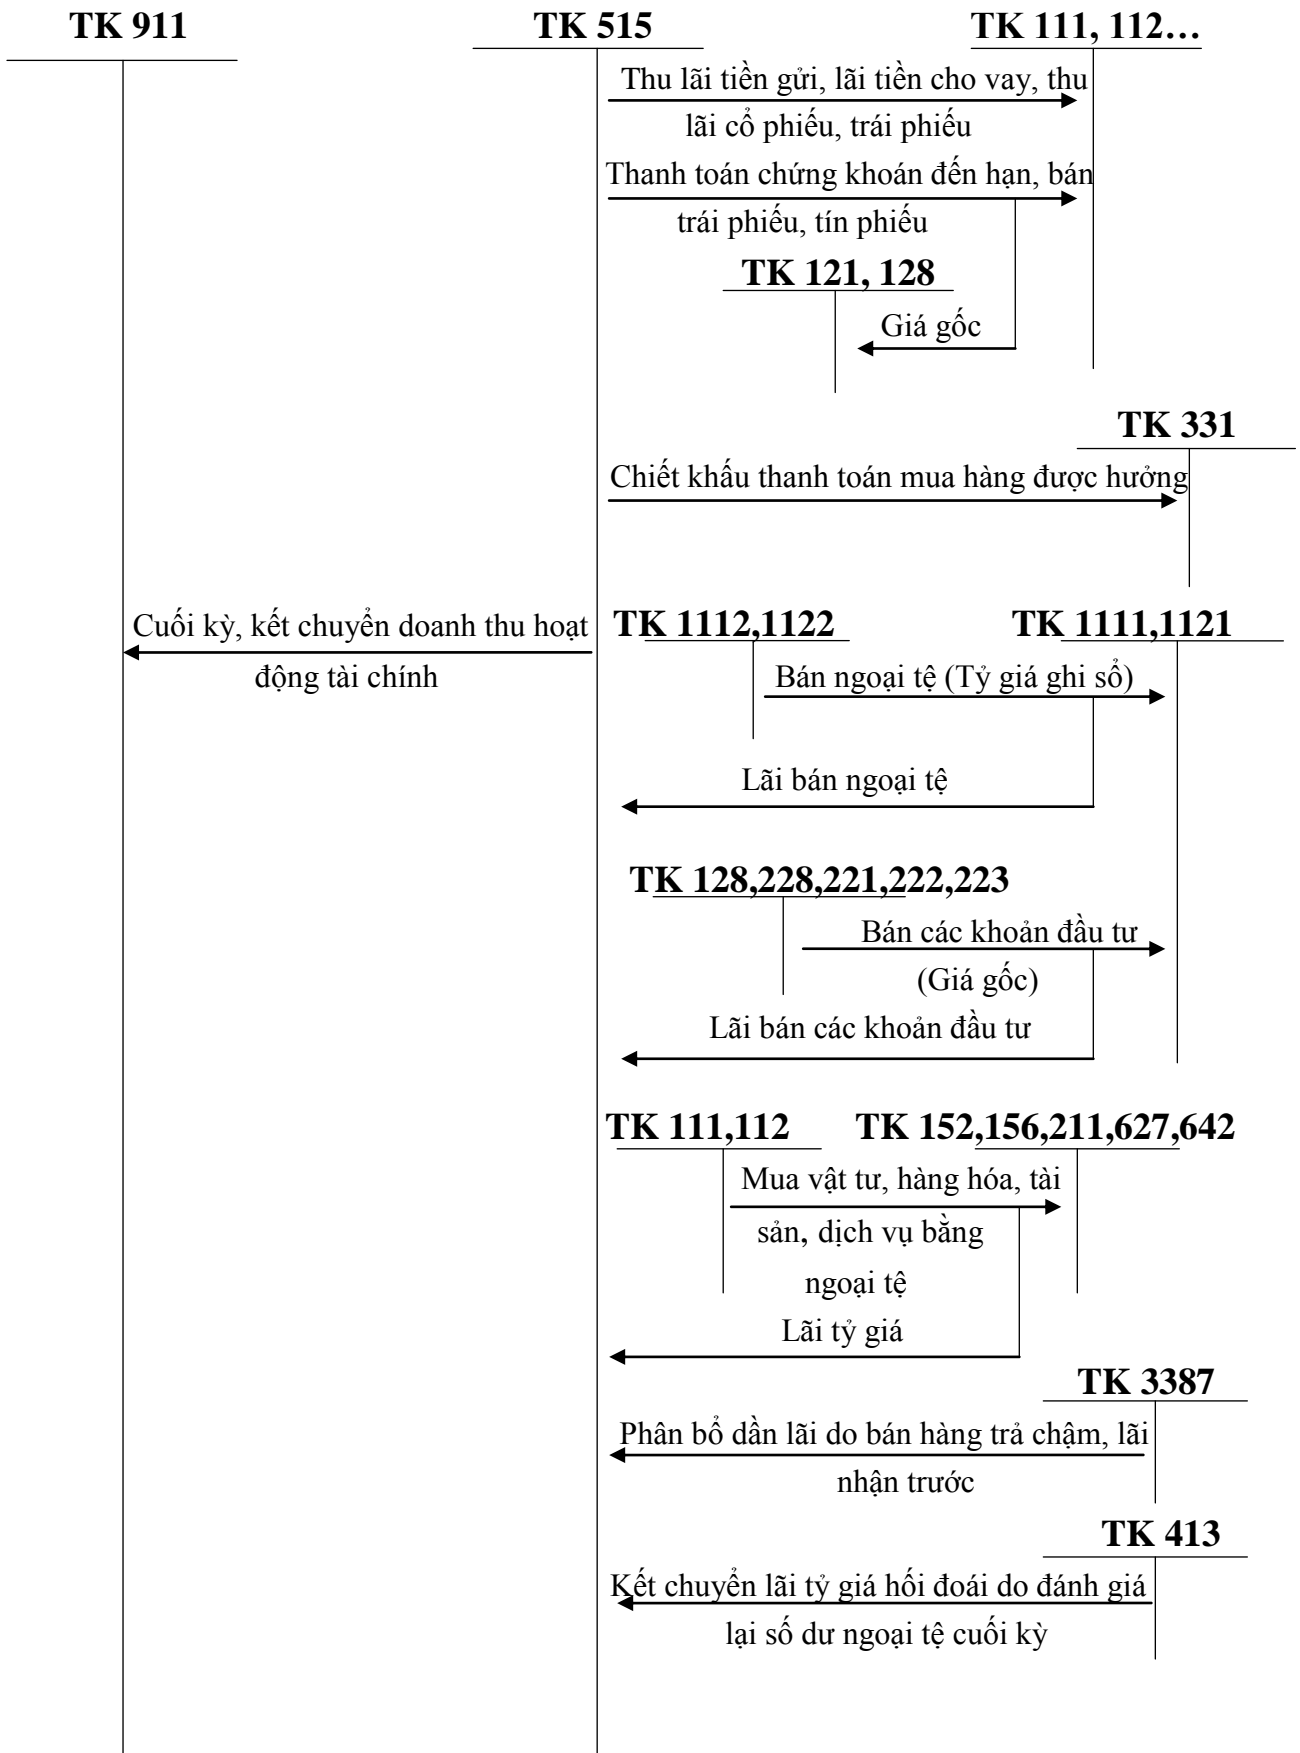 TK 911
TK 515
TK 111, 112…
Thu lãi tiền gửi, lãi tiền cho vay, thu
lãi cổ phiếu, trái phiếu
Thanh toán chứng khoán đến hạn, bán
trái phiếu, tín phiếu
TK 121, 128
Giá gốc
TK 331
Chiết khấu thanh toán mua hàng được hưởng
Cuối kỳ, kết chuyển doanh thu hoạt
động tài chính
TK 1112,1122
TK 1111,1121
Bán ngoại tệ (Tỷ giá ghi sổ)
Lãi bán ngoại tệ
TK 128,228,221,222,223
Bán các khoản đầu tư
(Giá gốc)
Lãi bán các khoản đầu tư
TK 111,112
TK 152,156,211,627,642
Mua vật tư, hàng hóa, tài
sản, dịch vụ bằng
ngoại tệ
Lãi tỷ giá
TK 3387
Phân bổ dần lãi do bán hàng trả chậm, lãi
nhận trước
TK 413
Kết chuyển lãi tỷ giá hối đoái do đánh giá
lại số dư ngoại tệ cuối kỳ